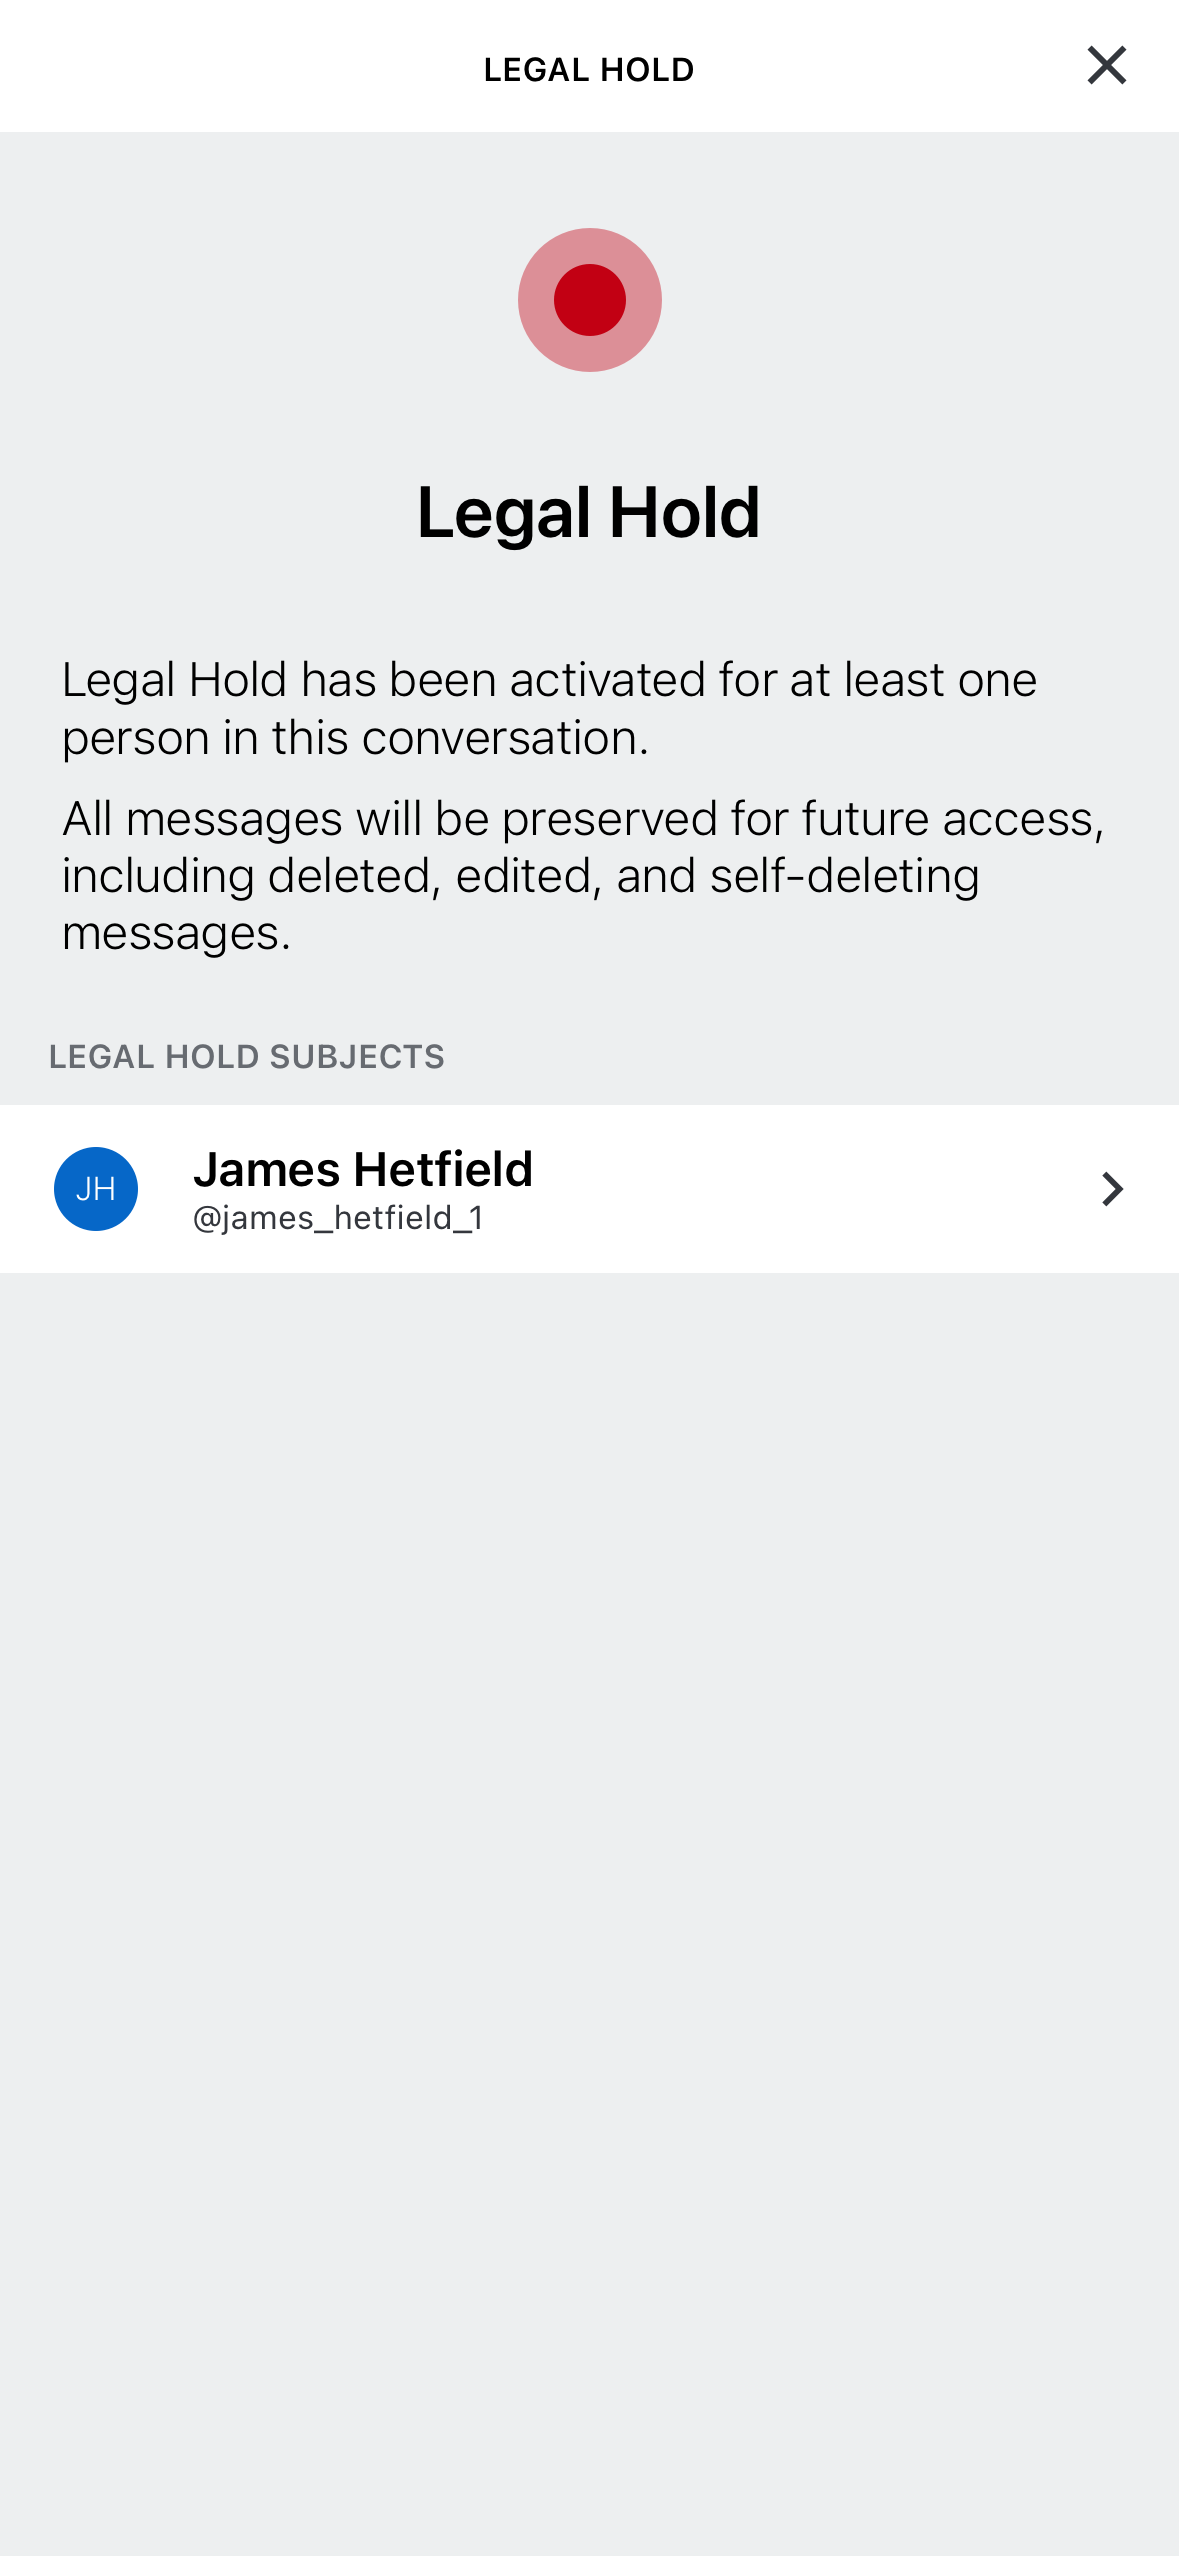 LEGAL HOLD
Legal Hold
Legal Hold has been activated for at least one
person in this conversation.
All messages will be preserved for future access,
including deleted, edited, and self-deleting
messages.
LEGAL HOLD SUBJECTS
JH
James Hetfield
@james_hetfield_1